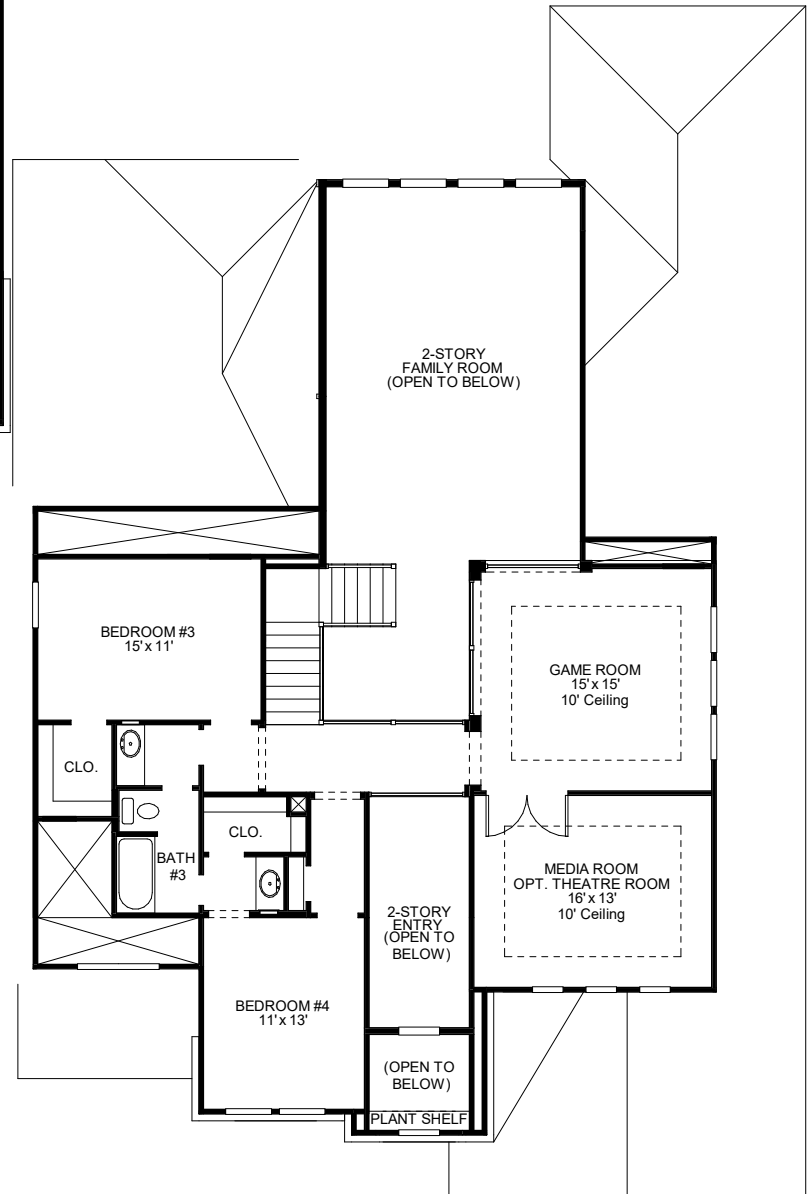 2-STORY
FAMILY ROOM
(OPEN TO BELOW)
BEDROOM #3
15' x 11'
GAME ROOM
15' x 15'
10' Ceiling
CLO.
CLO.
BATH
#3
MEDIA ROOM
OPT. THEATRE ROOM
16' x 13'
10' Ceiling
2-STORY
ENTRY
(OPEN TO
BELOW)
BEDROOM #4
11' x 13'
(OPEN TO
BELOW)
PLANT SHELF